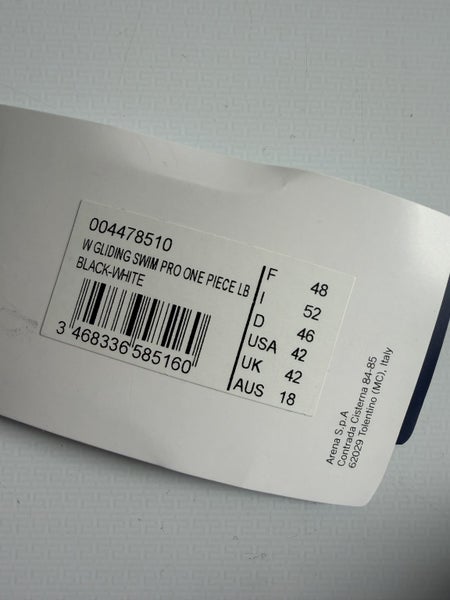 004478510
W GLIDING SWIM PRO ONE PIECE LB
BLACK-WHITE
3 468336 585160
F 48
I 52
D 46
USA 42
UK 42
AUS 18
Arena S.p.A
Contrada Cisterna 84-85
62029 Tolentino (MC), Italy